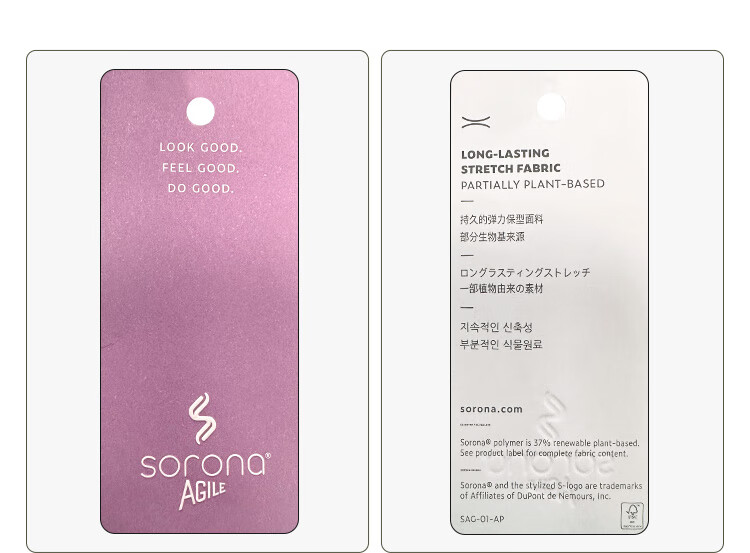 LOOK GOOD.
FEEL GOOD.
DO GOOD.
sorona®
AGILE
LONG-LASTING
STRETCH FABRIC
PARTIALLY PLANT-BASED
持久的弹力保型面料
部分生物基来源
ロングラスティングストレッチ
一部植物由来の素材
지속적인 신축성
부분적인 식물원료
sorona.com
Sorona® polymer is 37% renewable plant-based.
See product label for complete fabric content.
Sorona® and the stylized S-logo are trademarks
of Affiliates of DuPont de Nemours, Inc.
SAG-01-AP